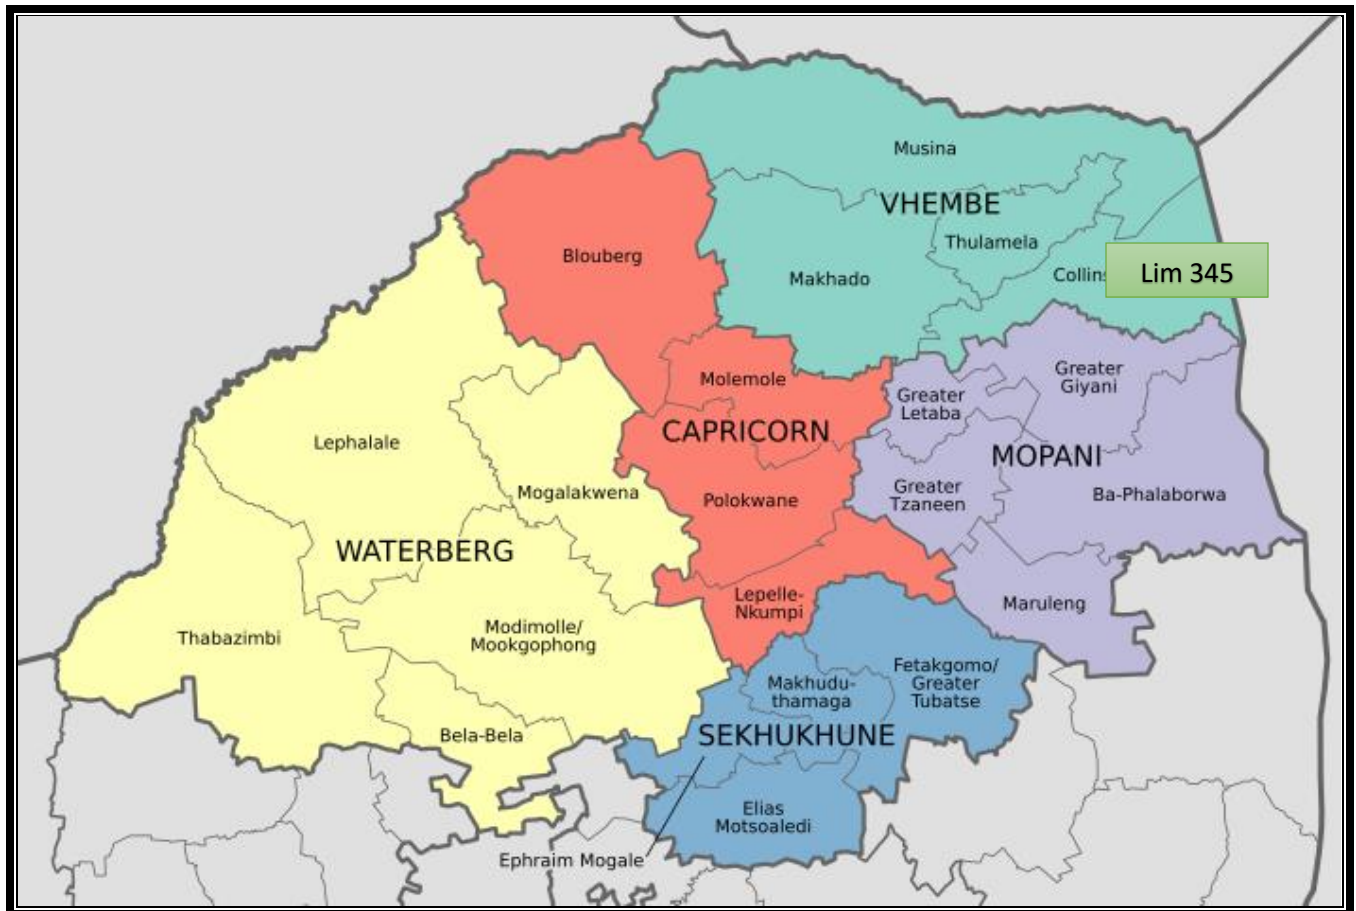 Musina
VHEMBE
Thulamela
Blouberg
Makhado
Collins
Lim 345
Molemole
Greater
Letaba
Greater
Giyani
CAPRICORN
MOPANI
Lephalale
Mogalakwena
Polokwane
Greater
Tzaneen
Ba-Phalaborwa
WATERBERG
Lepelle-
Nkumpi
Maruleng
Thabazimbi
Modimolle/
Mookgophong
Makhudu-
thamaga
Fetakgomo/
Greater
Tubatse
Bela-Bela
SEKHUKHUNE
Elias
Motsoaledi
Ephraim Mogale